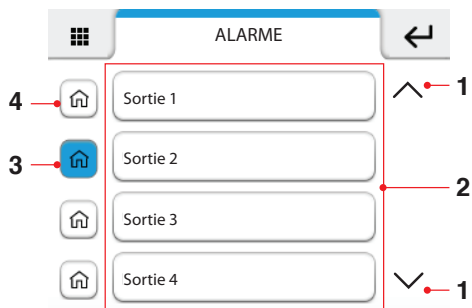 ALARME
4 Sortie 1 1
3 Sortie 2
2
Sortie 3
Sortie 4 1